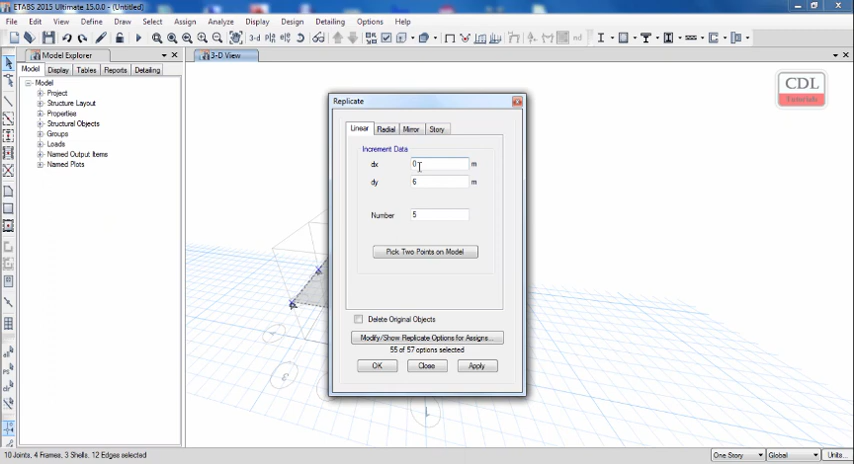 ETABS 2015 Ultimate 15.0.0 - (Untitled)
File Edit View Define Draw Select Assign Analyze Display Design Detailing Options Help
3-d
nd
Model Explorer
Model Display Tables Reports Detailing
Model
Project
Structure Layout
Properties
Structural Objects
Groups
Loads
Named Output Items
Named Plots
3-D View
CDL
Tutorials
Replicate
Linear Radial Mirror Story
Increment Data
dx 0 m
dy 6 m
Number 5
Pick Two Points on Model
Delete Original Objects
Modify/Show Replicate Options for Assigns...
55 of 57 options selected
OK Close Apply
10 Joints, 4 Frames, 3 Shells, 12 Edges selected
One Story Global Units...